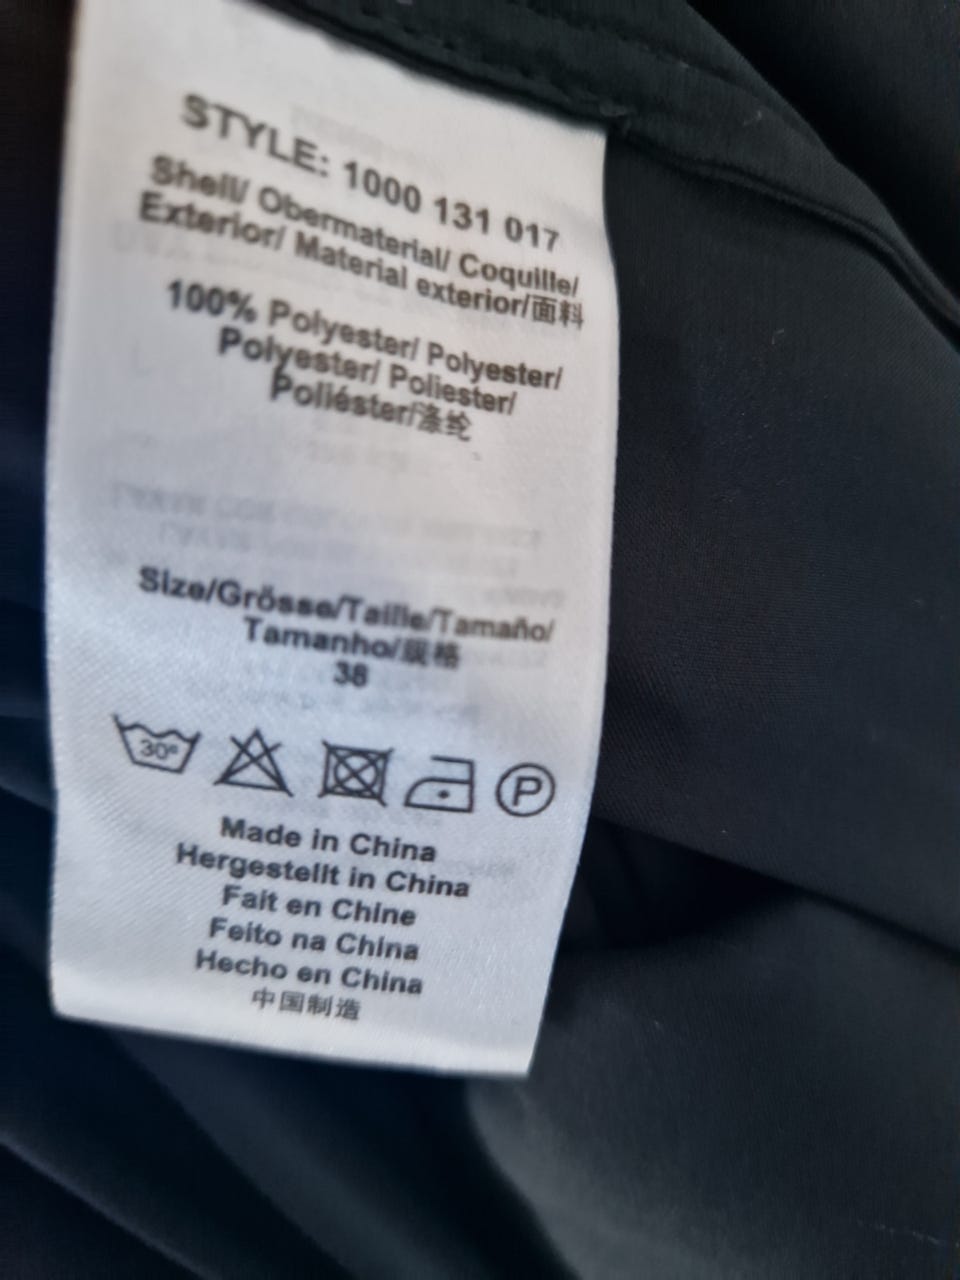 STYLE: 1000 131 017
Shell/ Obermaterial/ Coquille/
Exterior/ Material exterior/面料
100% Polyester/ Polyester/
Polyester/ Poliester/
Poliéster/涤纶
Size/Grösse/Taille/Tamaño/
Tamanho/规格
38
30°
P
Made in China
Hergestellt in China
Fait en Chine
Feito na China
Hecho en China
中国制造